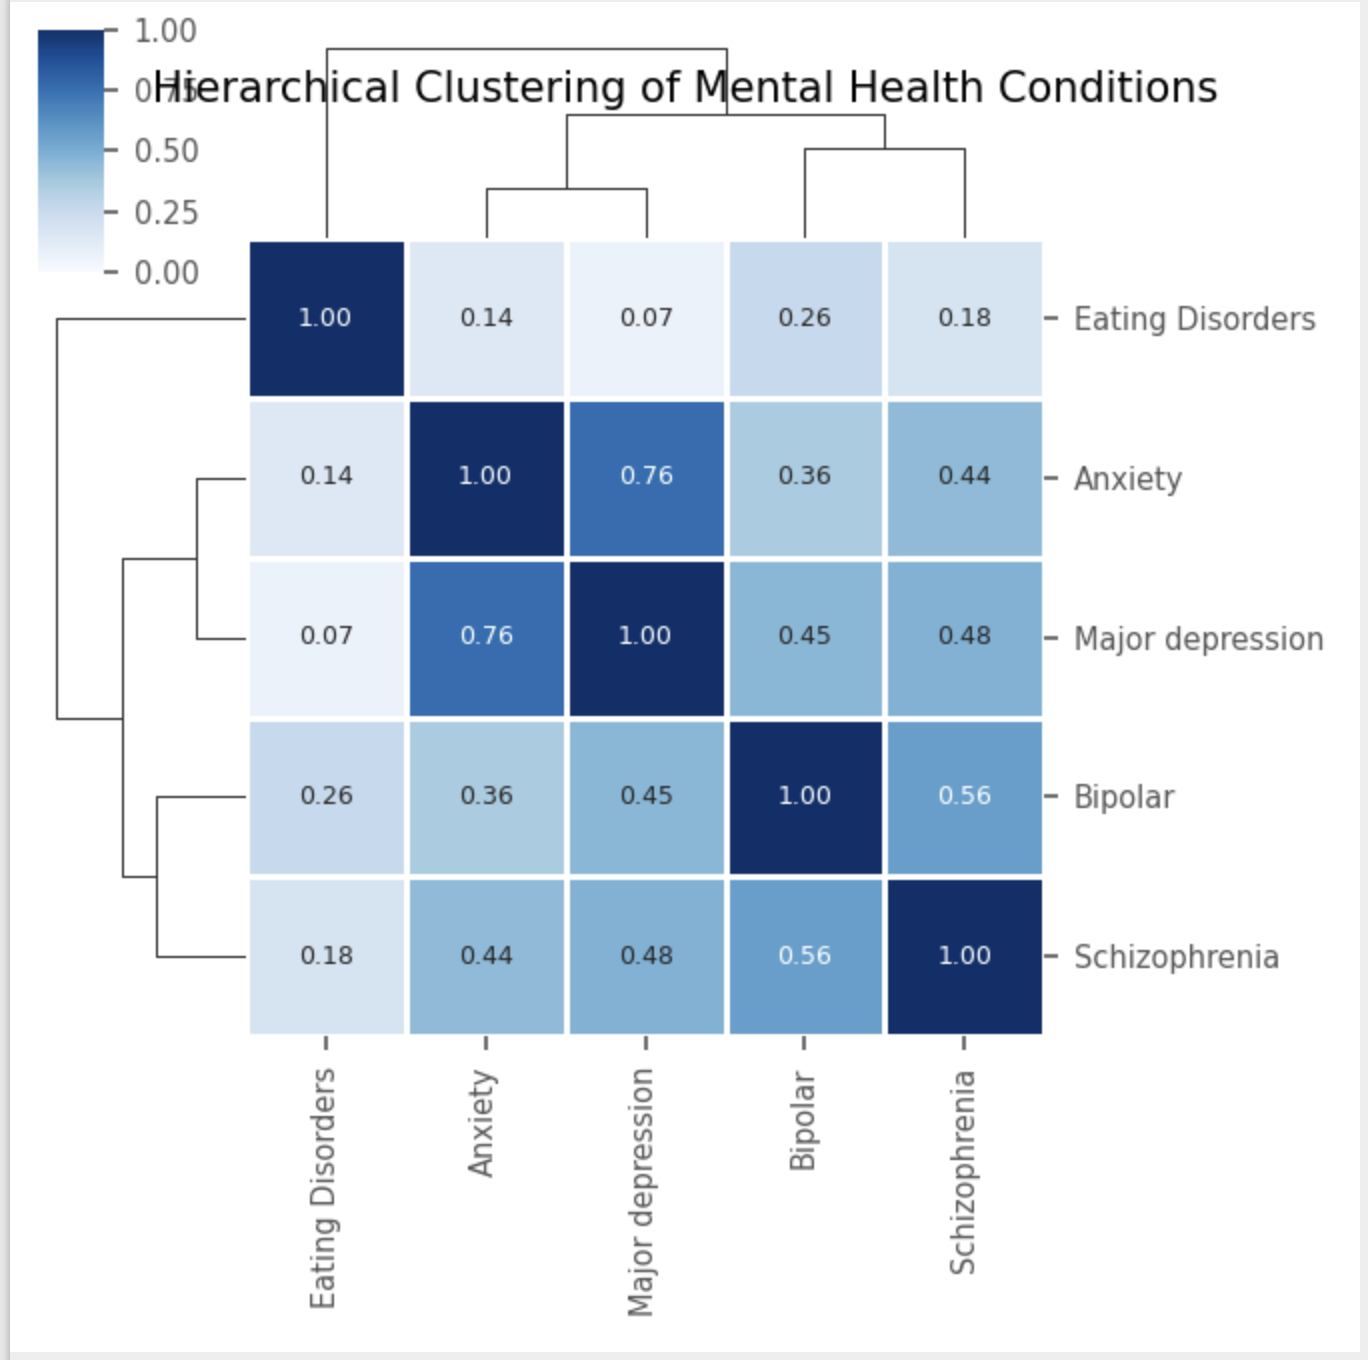 1.00
0.75
Hierarchical Clustering of Mental Health Conditions
0.50
0.25
0.00
1.00 0.14 0.07 0.26 0.18 Eating Disorders
0.14 1.00 0.76 0.36 0.44 Anxiety
0.07 0.76 1.00 0.45 0.48 Major depression
0.26 0.36 0.45 1.00 0.56 Bipolar
0.18 0.44 0.48 0.56 1.00 Schizophrenia
Eating Disorders
Anxiety
Major depression
Bipolar
Schizophrenia